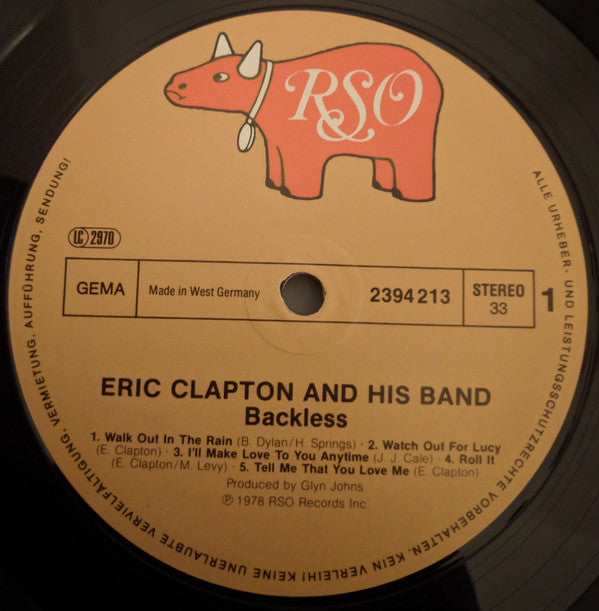 RSO
LC 2970
GEMA
Made in West Germany
2394 213
STEREO
33
1
ERIC CLAPTON AND HIS BAND
Backless
1. Walk Out In The Rain (B. Dylan/H. Springs) · 2. Watch Out For Lucy
(E. Clapton) · 3. I'll Make Love To You Anytime (J. J. Cale) · 4. Roll It
(E. Clapton/M. Levy) · 5. Tell Me That You Love Me (E. Clapton)
Produced by Glyn Johns
℗ 1978 RSO Records Inc.
ALLE URHEBER- UND LEISTUNGSSCHUTZRECHTE VORBEHALTEN. KEIN VERLEIH! KEINE UNERLAUBTE VERVIELFÄLTIGUNG, VERMIETUNG, AUFFÜHRUNG, SENDUNG!